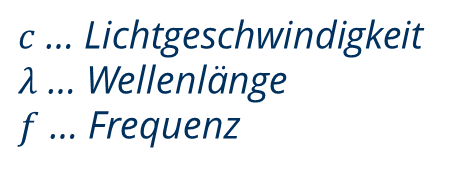 c ... Lichtgeschwindigkeit
λ ... Wellenlänge
f ... Frequenz